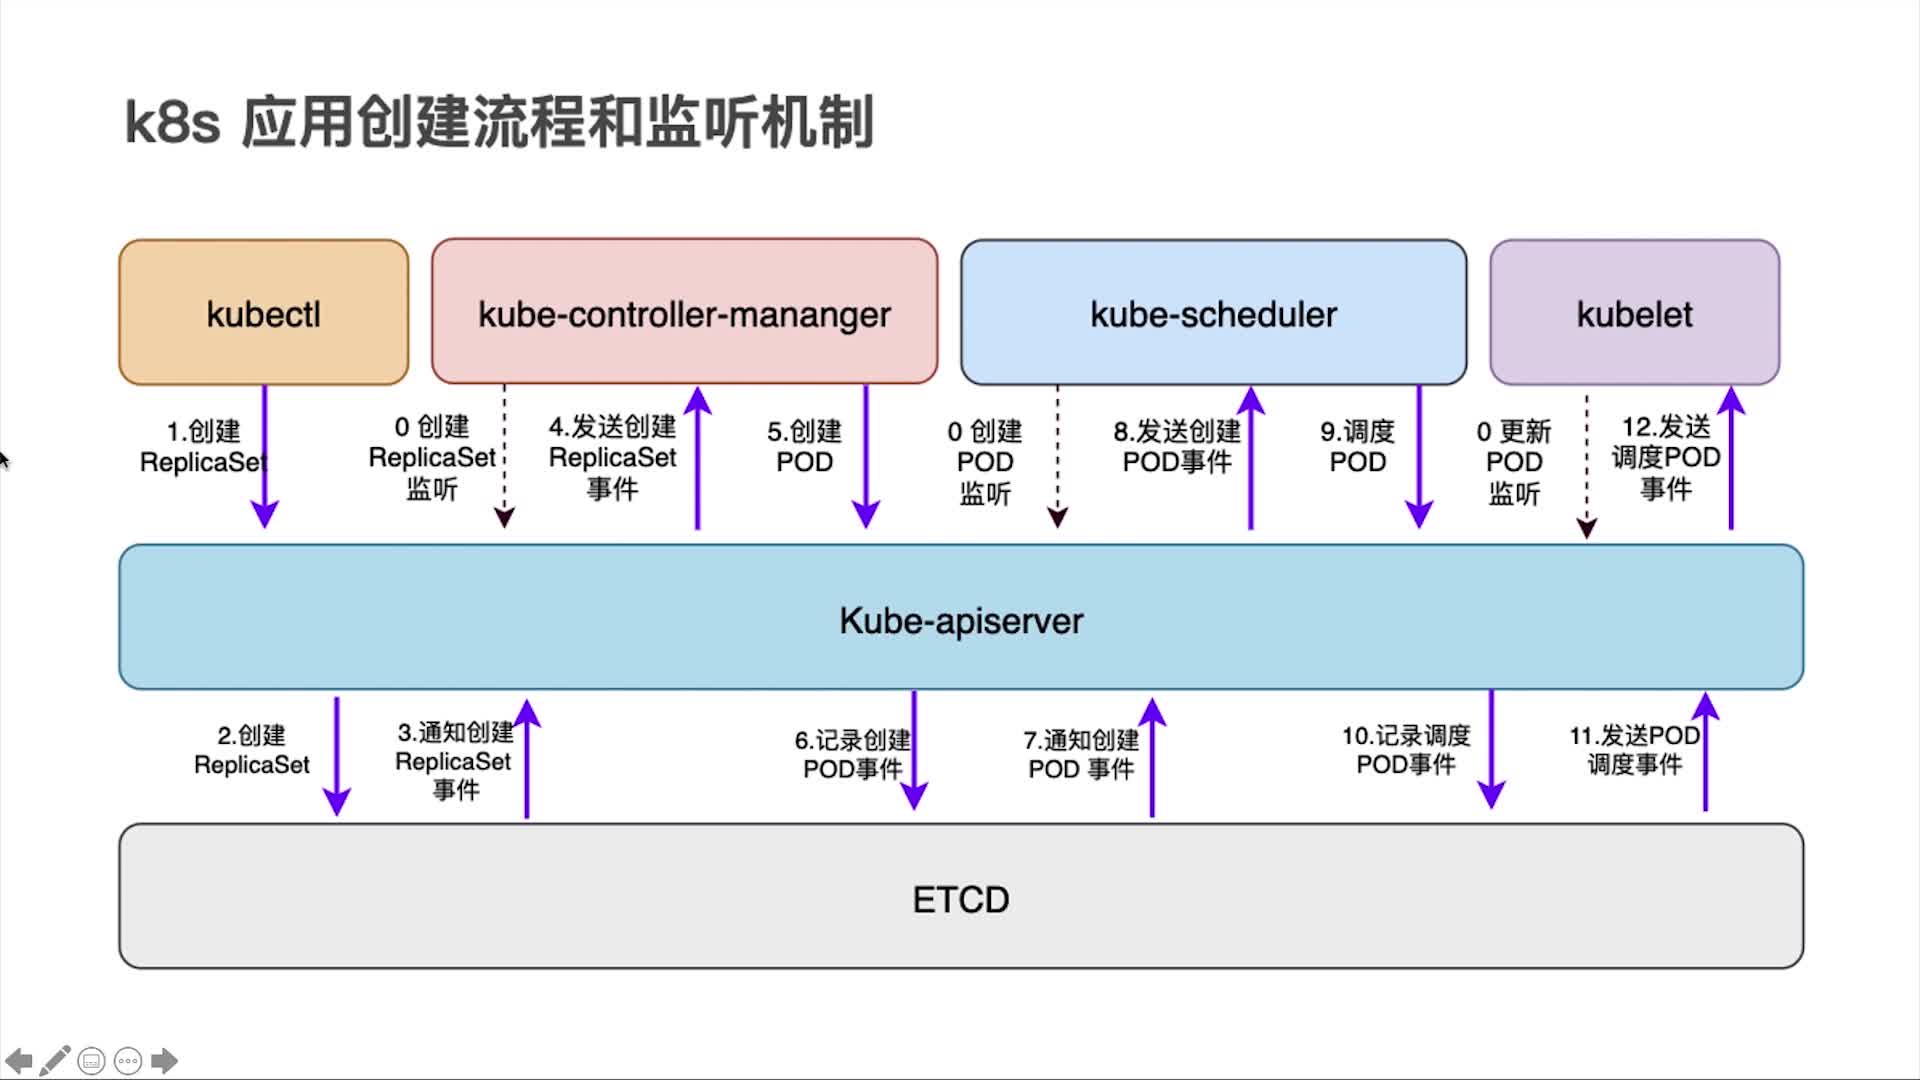 k8s 应用创建流程和监听机制
kubectl
kube-controller-mananger
kube-scheduler
kubelet
1.创建
ReplicaSet
0 创建
ReplicaSet
监听
4.发送创建
ReplicaSet
事件
5.创建
POD
0 创建
POD
监听
8.发送创建
POD事件
9.调度
POD
0 更新
POD
监听
12.发送
调度POD
事件
Kube-apiserver
2.创建
ReplicaSet
3.通知创建
ReplicaSet
事件
6.记录创建
POD事件
7.通知创建
POD 事件
10.记录调度
POD事件
11.发送POD
调度事件
ETCD